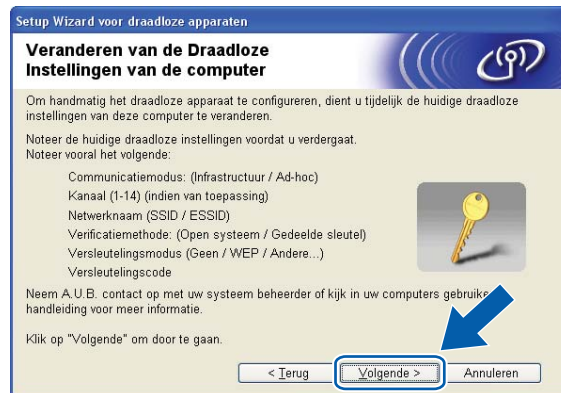 Setup Wizard voor draadloze apparaten
Veranderen van de Draadloze
Instellingen van de computer
Om handmatig het draadloze apparaat te configureren, dient u tijdelijk de huidige draadloze
instellingen van deze computer te veranderen.
Noteer de huidige draadloze instellingen voordat u verdergaat.
Noteer vooral het volgende:
Communicatiemodus: (Infrastructuur / Ad-hoc)
Kanaal (1-14) (indien van toepassing)
Netwerknaam (SSID / ESSID)
Verificatiemethode: (Open systeem / Gedeelde sleutel)
Versleutelingsmodus (Geen / WEP / Andere...)
Versleutelingscode
Neem A.U.B. contact op met uw systeem beheerder of kijk in uw computers gebruike
handleiding voor meer informatie.
Klik op "Volgende" om door te gaan.
< Terug Volgende > Annuleren